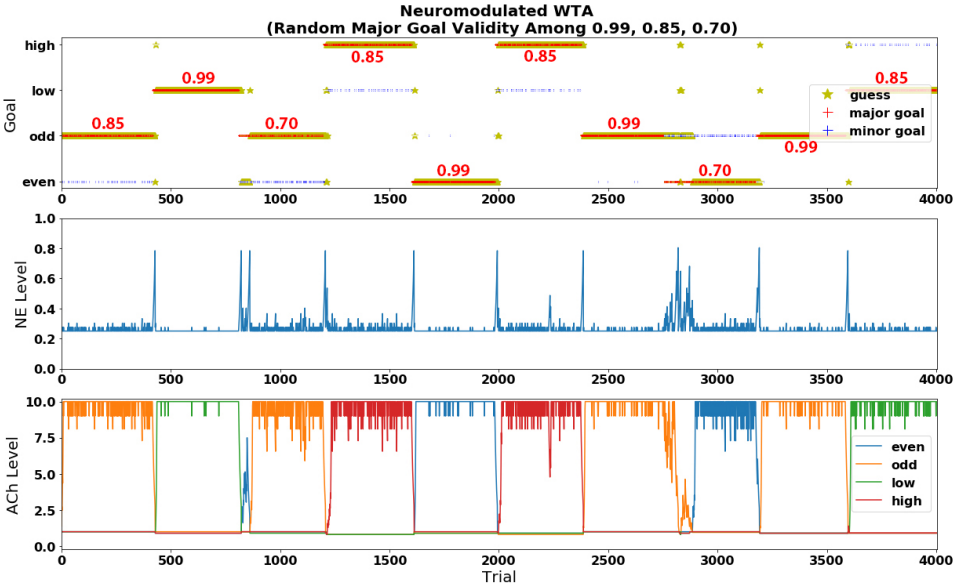 Neuromodulated WTA
(Random Major Goal Validity Among 0.99, 0.85, 0.70)
Goal
high
low
odd
even
0.85
0.99
0.85
0.70
0.99
0.85
0.99
0.70
0.99
0.85
guess
major goal
minor goal
0 500 1000 1500 2000 2500 3000 3500 4000
NE Level
1.0
0.8
0.6
0.4
0.2
0.0
0 500 1000 1500 2000 2500 3000 3500 4000
ACh Level
10.0
7.5
5.0
2.5
0.0
even
odd
low
high
0 500 1000 1500 2000 2500 3000 3500 4000
Trial